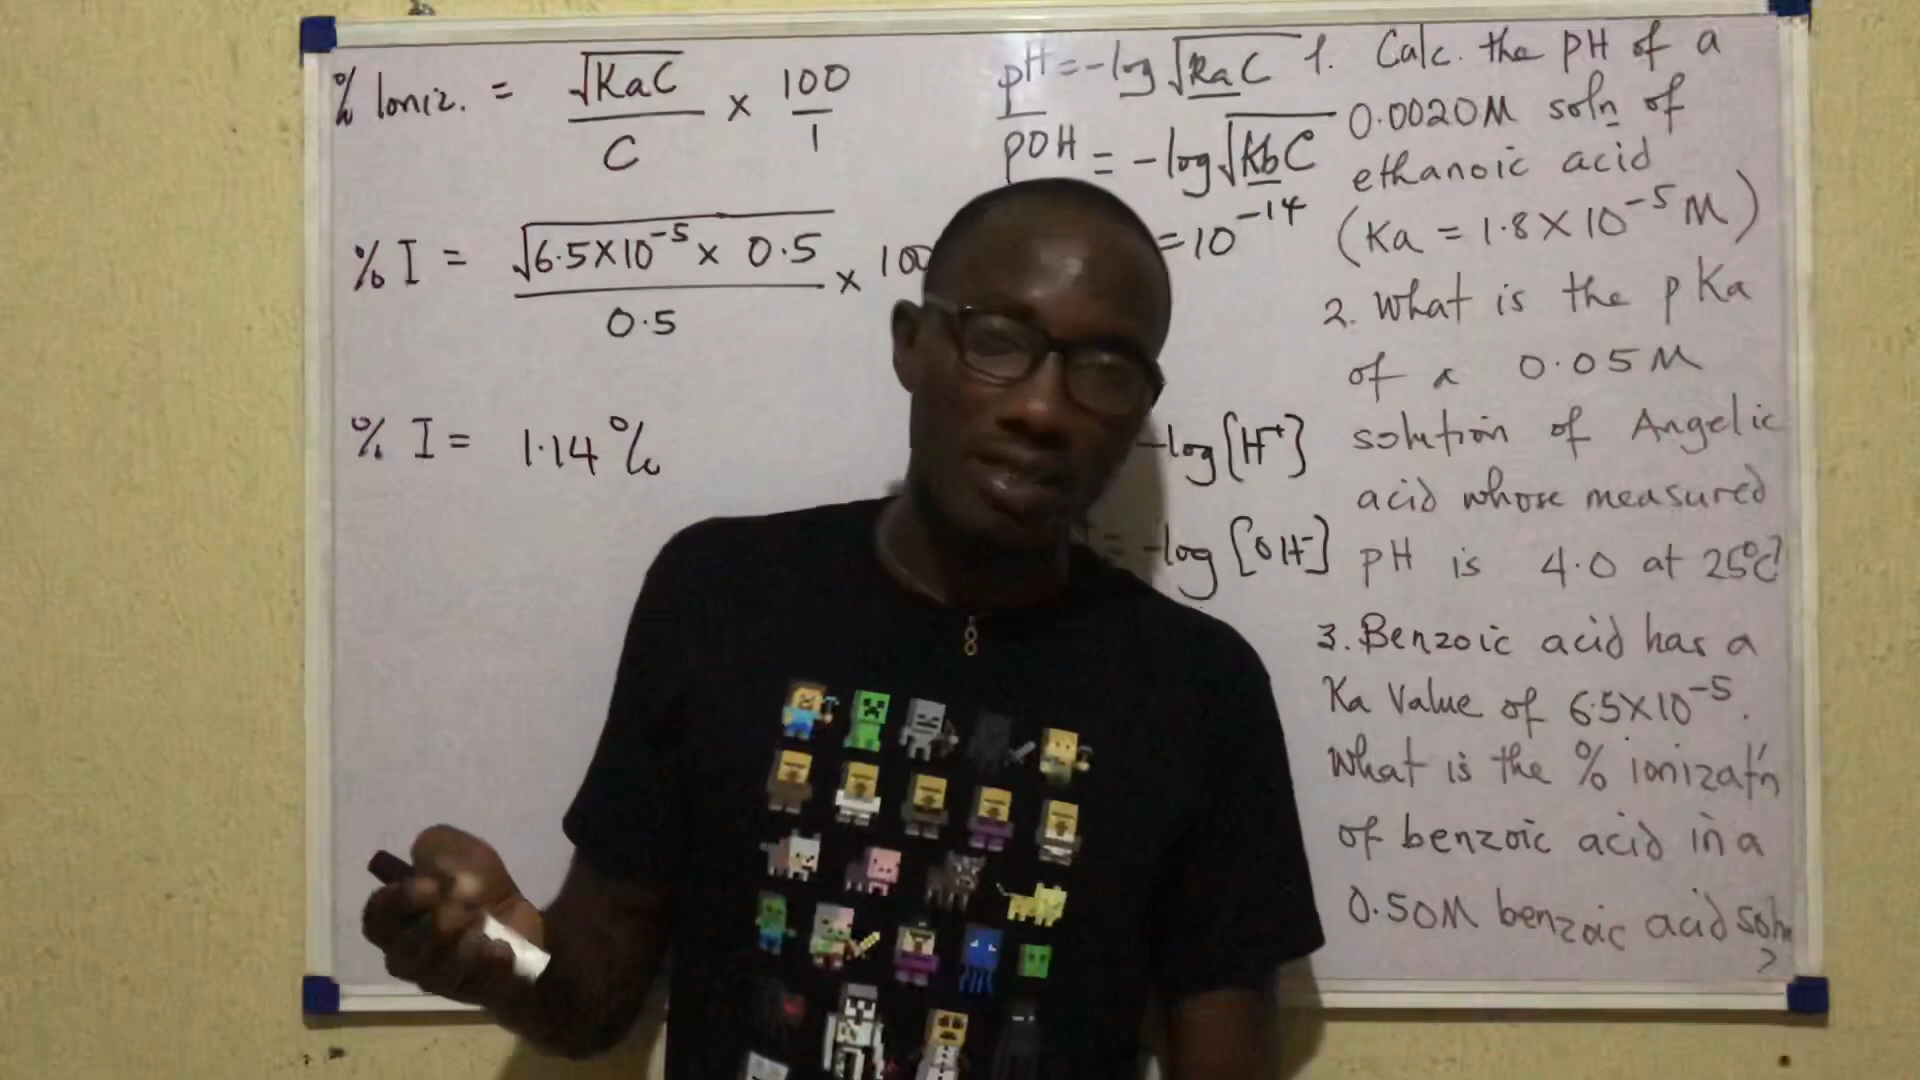 % Ioniz. = √KaC / C × 100 / 1
% I = √6.5×10⁻⁵ × 0.5 / 0.5 × 100
% I = 1.14%
pH = -log √KaC
pOH = -log √KbC
= 10⁻¹⁴
-log [H⁺]
= -log [OH⁻]
1. Calc. the pH of a
0.0020M soln of
ethanoic acid
(Ka = 1.8 × 10⁻⁵ M)
2. What is the pKa
of a 0.05M
solution of Angelic
acid whose measured
pH is 4.0 at 25°C?
3. Benzoic acid has a
Ka value of 6.5×10⁻⁵.
What is the % ionizat'n
of benzoic acid in a
0.50M benzoic acid soln
?